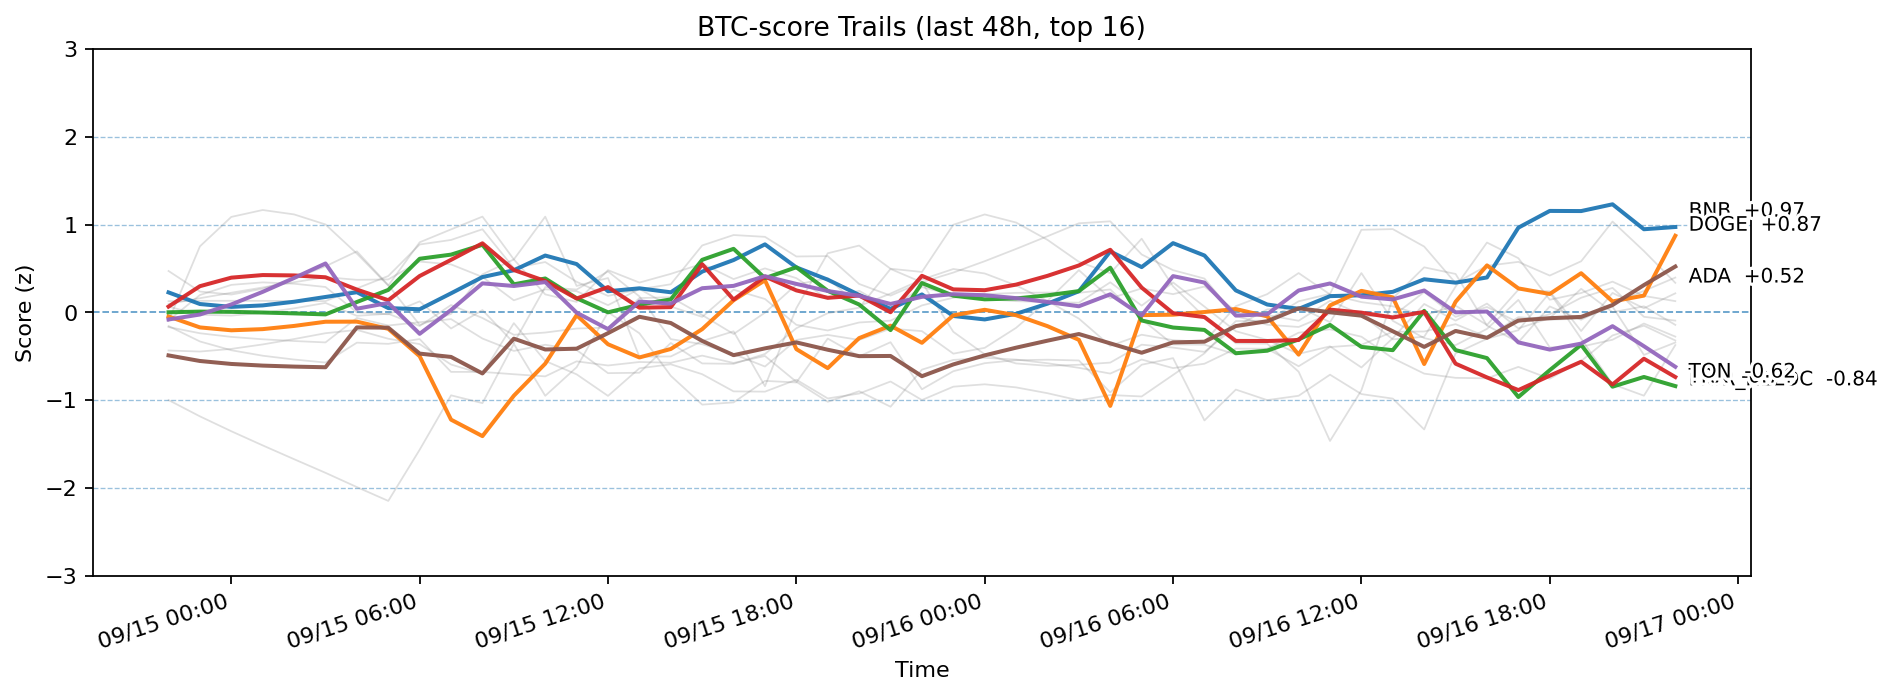 BTC-score Trails (last 48h, top 16)
Score (z)
3
2
1
0
−1
−2
−3
BNB +0.97
DOGE +0.87
ADA +0.52
TON -0.62
-0.84
09/15 00:00
09/15 06:00
09/15 12:00
09/15 18:00
09/16 00:00
09/16 06:00
09/16 12:00
09/16 18:00
09/17 00:00
Time